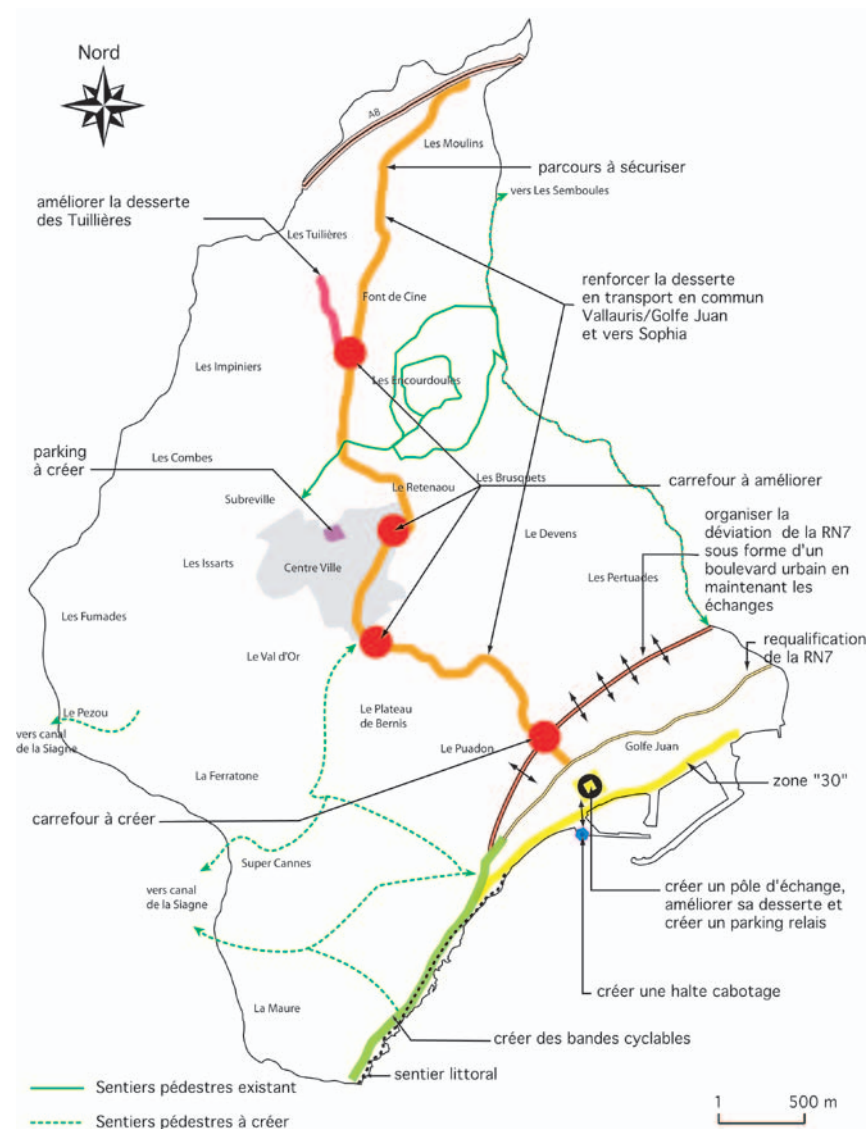 Nord
A8
Les Moulins
parcours à sécuriser
améliorer la desserte
des Tuillières
vers Les Semboules
Les Tuilières
renforcer la desserte
en transport en commun
Vallauris/Golfe Juan
et vers Sophia
Font de Cine
Les Impiniers
Les Encourdoules
parking
à créer
Les Combes
Les Brusquets
carrefour à améliorer
Le Retenaou
Subreville
organiser la
déviation de la RN7
sous forme d'un
boulevard urbain en
maintenant les
échanges
Le Devens
Les Issarts
Centre Ville
Les Pertuades
Les Fumades
requalification
de la RN7
Le Val d'Or
Le Pezou
vers canal
de la Siagne
Le Plateau
de Bernis
Le Puadon
Golfe Juan
La Ferratone
zone "30"
carrefour à créer
Super Cannes
vers canal
de la Siagne
créer un pôle d'échange,
améliorer sa desserte et
créer un parking relais
créer une halte cabotage
La Maure
créer des bandes cyclables
sentier littoral
Sentiers pédestres existant
Sentiers pédestres à créer
1 500 m